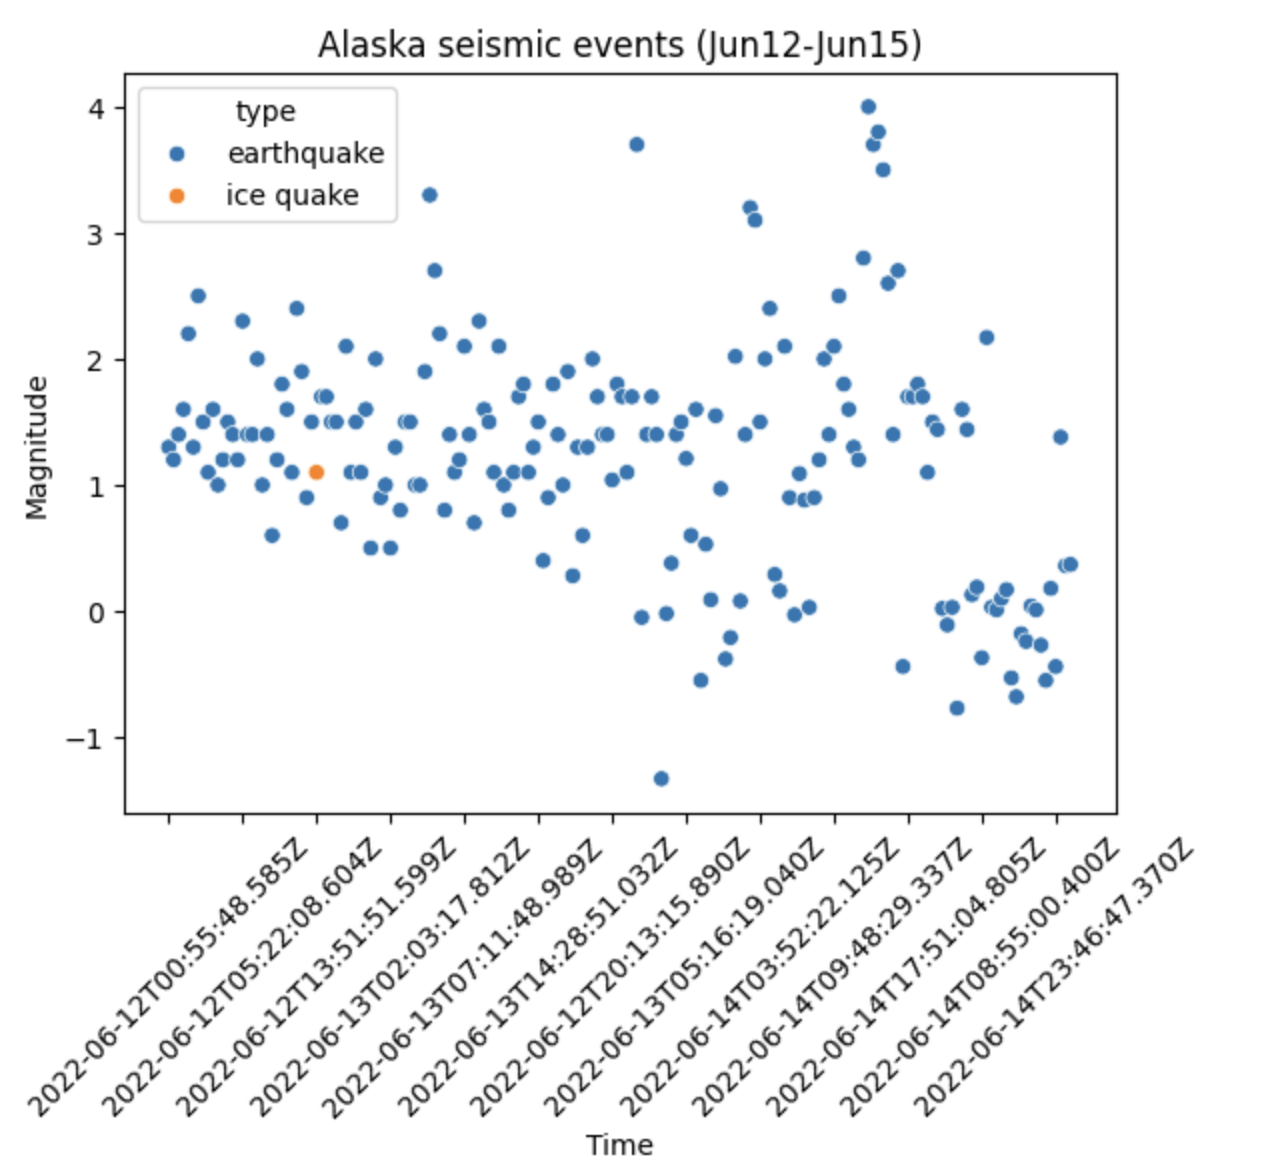 Alaska seismic events (Jun12-Jun15)
type
earthquake
ice quake
4
3
2
1
0
−1
Magnitude
2022-06-12T00:55:48.585Z
2022-06-12T05:22:08.604Z
2022-06-12T13:51:51.599Z
2022-06-13T02:03:17.812Z
2022-06-13T07:11:48.989Z
2022-06-13T14:28:51.032Z
2022-06-12T20:13:15.890Z
2022-06-13T05:16:19.040Z
2022-06-14T03:52:22.125Z
2022-06-14T09:48:29.337Z
2022-06-14T17:51:04.805Z
2022-06-14T08:55:00.400Z
2022-06-14T23:46:47.370Z
Time